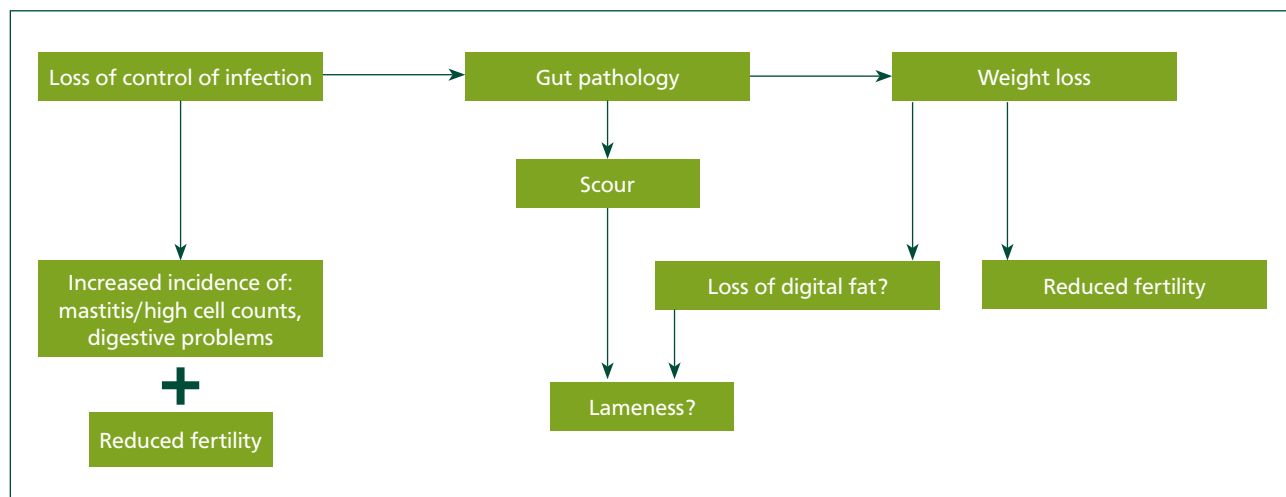 Loss of control of infection
Gut pathology
Weight loss
Scour
Increased incidence of:
mastitis/high cell counts,
digestive problems
Loss of digital fat?
Reduced fertility
Lameness?
+
Reduced fertility